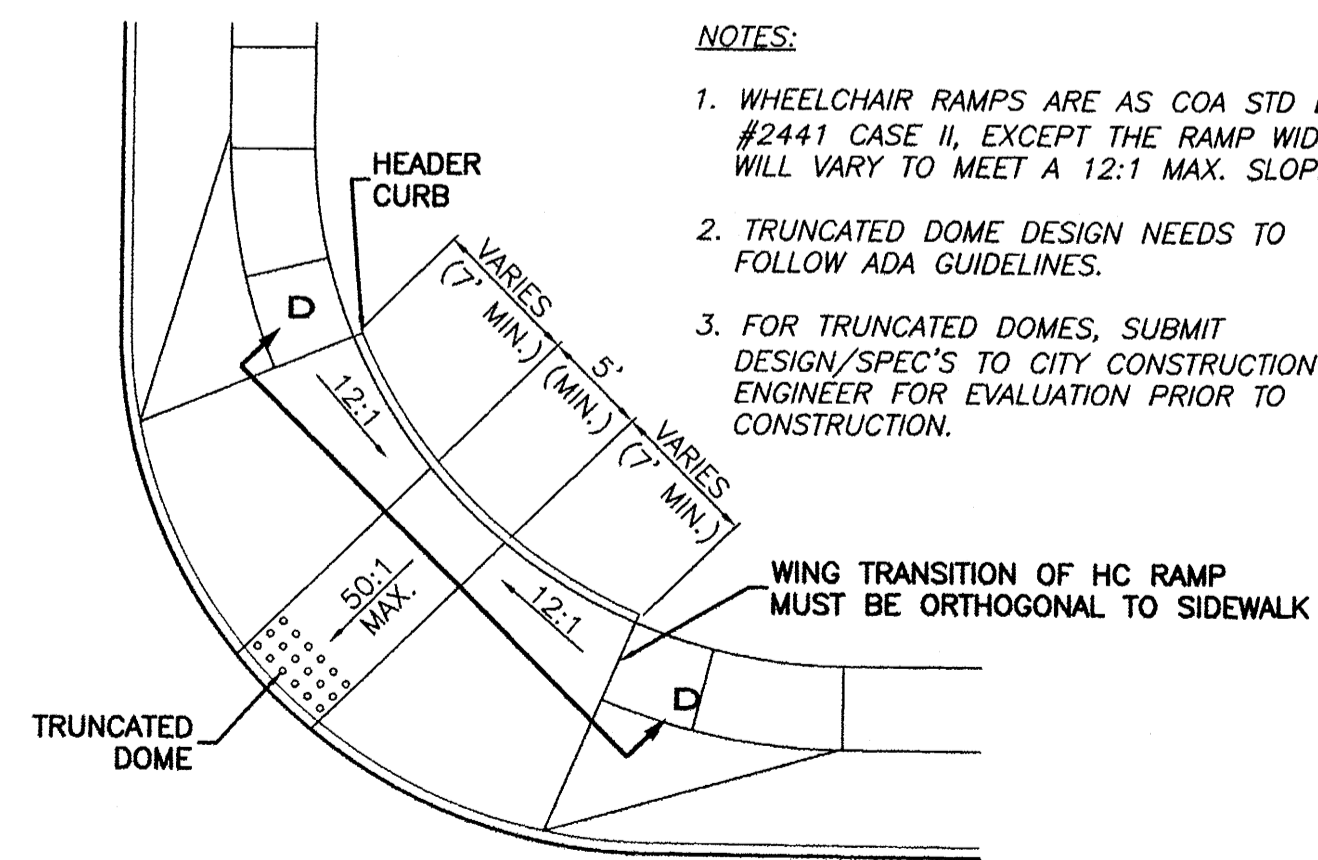 NOTES:
1. WHEELCHAIR RAMPS ARE AS COA STD
#2441 CASE II, EXCEPT THE RAMP
WILL VARY TO MEET A 12:1 MAX.
2. TRUNCATED DOME DESIGN NEEDS TO
FOLLOW ADA GUIDELINES.
3. FOR TRUNCATED DOMES, SUBMIT
DESIGN/SPEC'S TO CITY CONSTRUCTION
ENGINEER FOR EVALUATION PRIOR TO
CONSTRUCTION.
HEADER
CURB
VARIES
(7' MIN.)
5'
(MIN.)
VARIES
(7' MIN.)
D
12:1
50:1
MAX.
12:1
WING TRANSITION OF HC RAMP
MUST BE ORTHOGONAL TO SIDEWALK
D
TRUNCATED
DOME